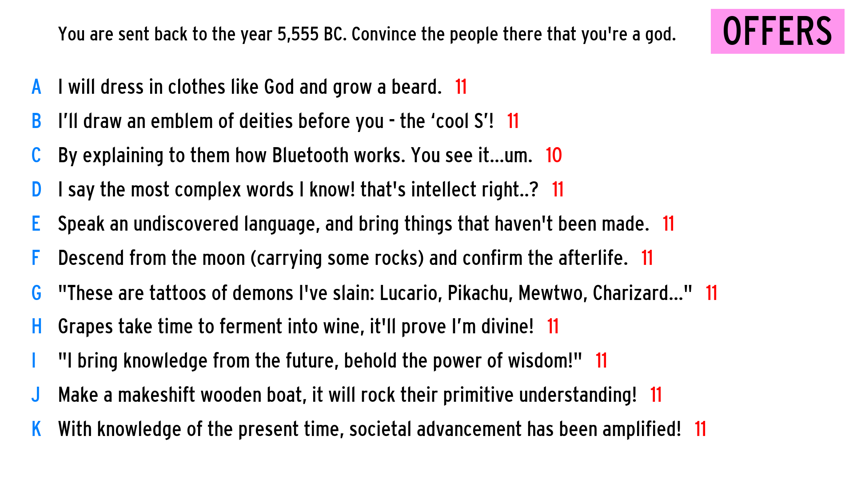 You are sent back to the year 5,555 BC. Convince the people there that you're a god.
OFFERS
A I will dress in clothes like God and grow a beard. 11
B I’ll draw an emblem of deities before you - the ‘cool S’! 11
C By explaining to them how Bluetooth works. You see it...um. 10
D I say the most complex words I know! that's intellect right..? 11
E Speak an undiscovered language, and bring things that haven't been made. 11
F Descend from the moon (carrying some rocks) and confirm the afterlife. 11
G "These are tattoos of demons I've slain: Lucario, Pikachu, Mewtwo, Charizard..." 11
H Grapes take time to ferment into wine, it'll prove I’m divine! 11
I "I bring knowledge from the future, behold the power of wisdom!" 11
J Make a makeshift wooden boat, it will rock their primitive understanding! 11
K With knowledge of the present time, societal advancement has been amplified! 11